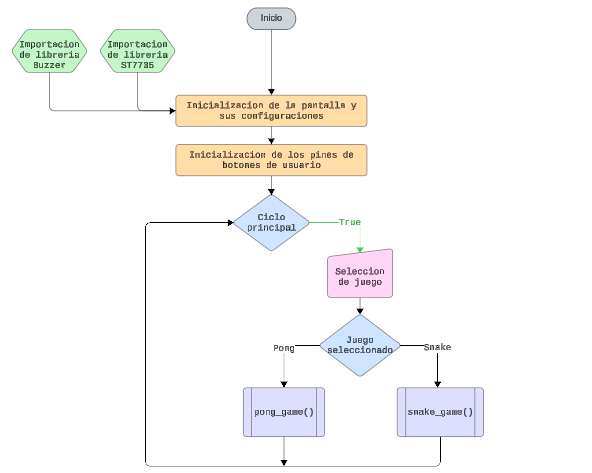 Inicio
Importacion
de libreria
Buzzer
Importacion
de libreria
ST7735
Inicializacion de la pantalla y
sus configuraciones
Inicializacion de los pines de
botones de usuario
Ciclo
principal
True
Seleccion
de juego
Juego
seleccionado
Pong
Snake
pong_game()
snake_game()